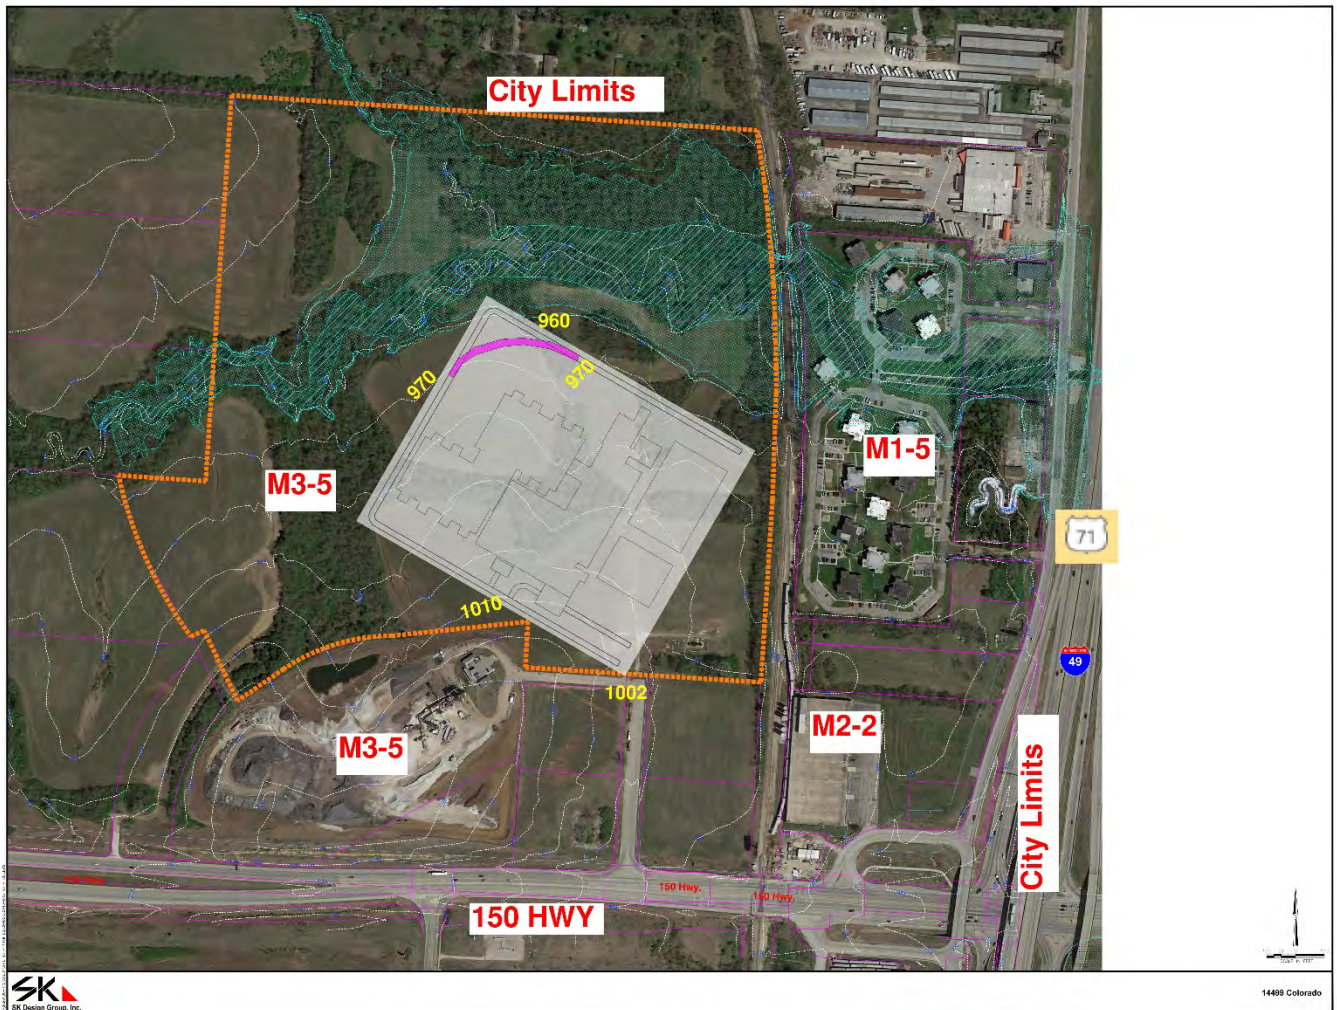 City Limits
960
970
970
M3-5
M1-5
71
1010
49
1002
M2-2
M3-5
City Limits
150 Hwy.
150 Hwy.
150 HWY
SK
SK Design Group, Inc.
14499 Colorado